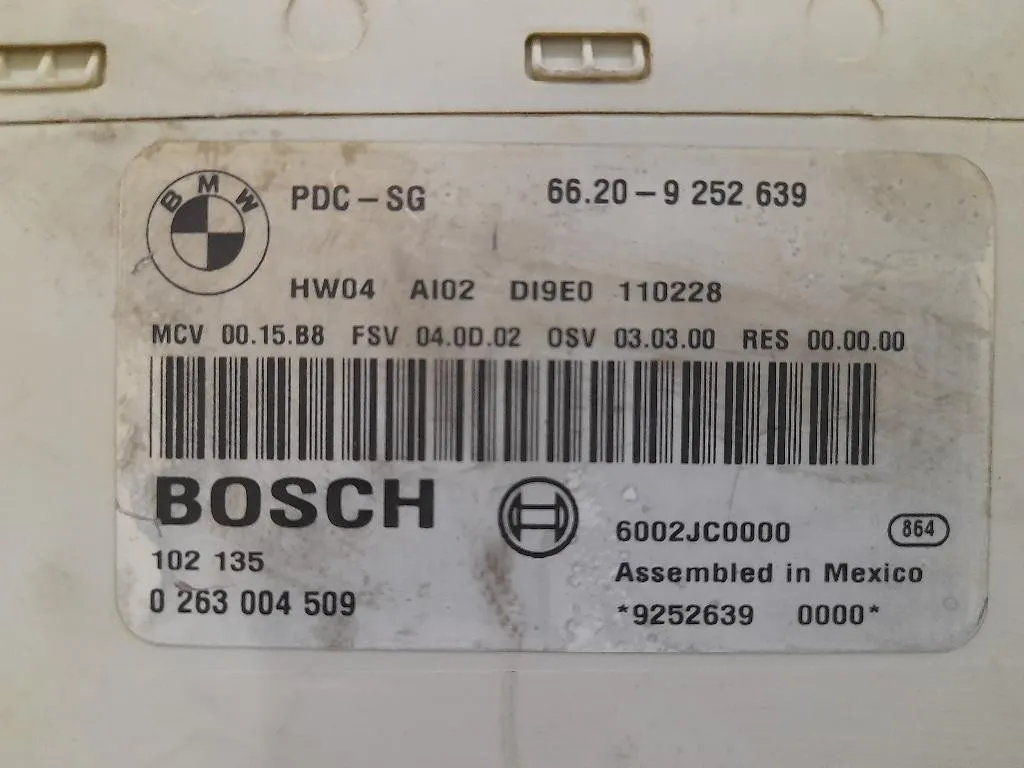 BMW
PDC-SG 66.20-9 252 639
HW04 AI02 DI9E0 110228
MCV 00.15.B8 FSV 04.0D.02 OSV 03.03.00 RES 00.00.00
BOSCH
6002JC0000 864
102 135
Assembled in Mexico
0 263 004 509
*9252639 0000*